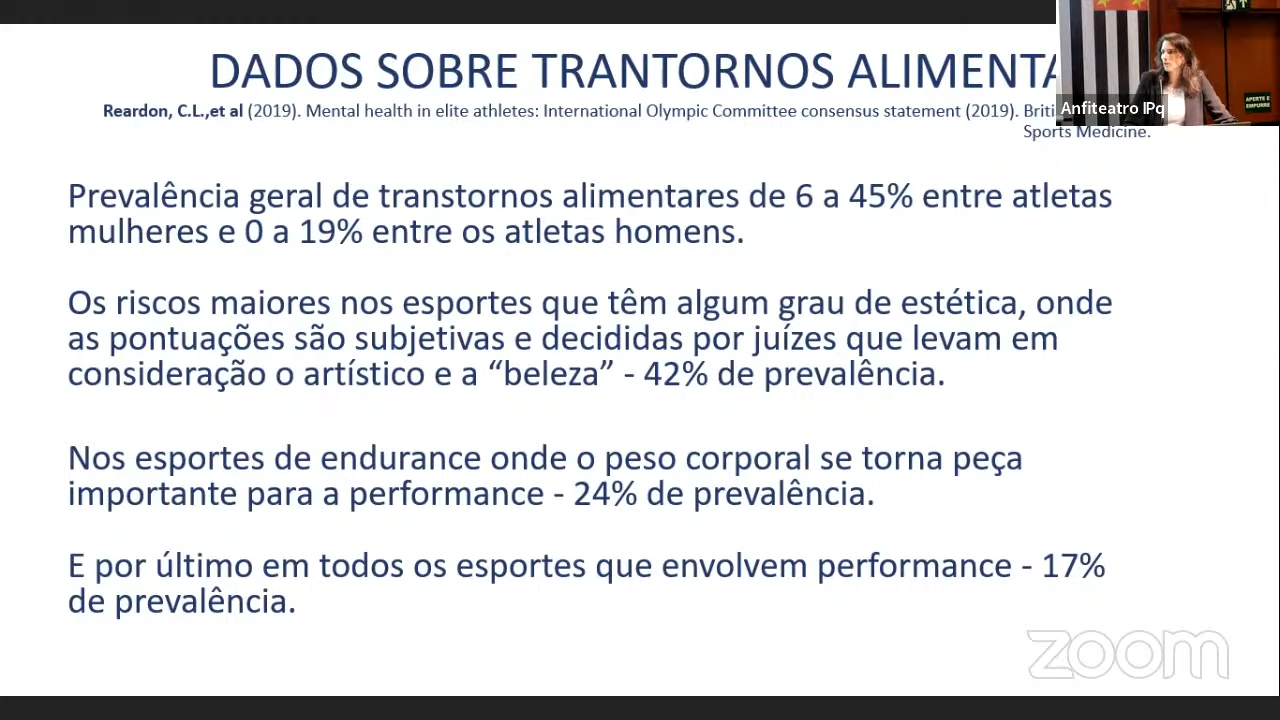 DADOS SOBRE TRANTORNOS ALIMENTA
Reardon, C.L.,et al (2019). Mental health in elite athletes: International Olympic Committee consensus statement (2019). Briti
Sports Medicine.
Anfiteatro IPq
APERTE E
EMPURRE
Prevalência geral de transtornos alimentares de 6 a 45% entre atletas
mulheres e 0 a 19% entre os atletas homens.
Os riscos maiores nos esportes que têm algum grau de estética, onde
as pontuações são subjetivas e decididas por juízes que levam em
consideração o artístico e a “beleza” - 42% de prevalência.
Nos esportes de endurance onde o peso corporal se torna peça
importante para a performance - 24% de prevalência.
E por último em todos os esportes que envolvem performance - 17%
de prevalência.
zoom